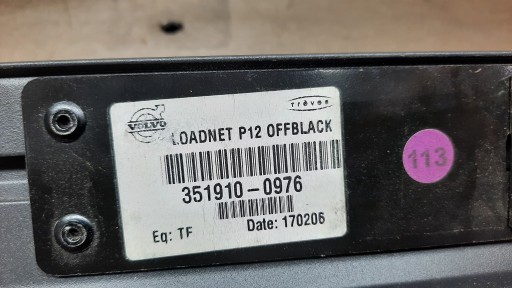 VOLVO
LOADNET P12 OFFBLACK
Trèves
351910-0976
Eq: TF
Date: 170206
113